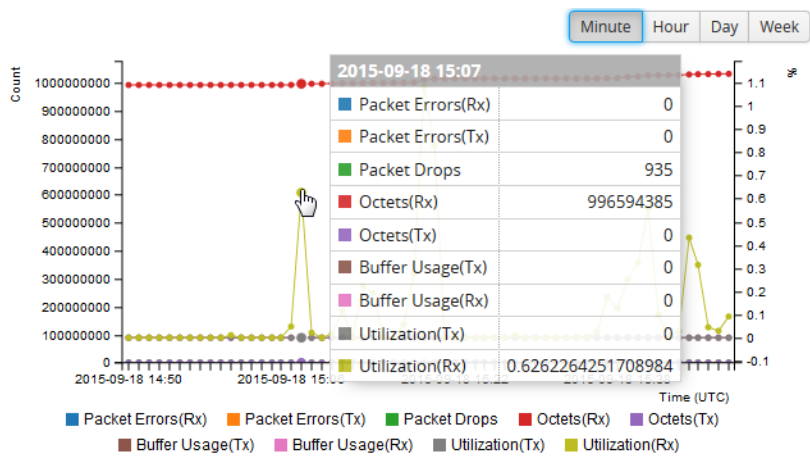 Minute Hour Day Week
Count
%
2015-09-18 15:07
Packet Errors(Rx) 0
Packet Errors(Tx) 0
Packet Drops 935
Octets(Rx) 996594385
Octets(Tx) 0
Buffer Usage(Tx) 0
Buffer Usage(Rx) 0
Utilization(Tx) 0
Utilization(Rx) 0.6262264251708984
1000000000
900000000
800000000
700000000
600000000
500000000
400000000
300000000
200000000
100000000
0
1.1
1
0.9
0.8
0.7
0.6
0.5
0.4
0.3
0.2
0.1
0
-0.1
2015-09-18 14:50
2015-09-18 15:
2015-09-18 15:22
Time (UTC)
Packet Errors(Rx) Packet Errors(Tx) Packet Drops Octets(Rx) Octets(Tx)
Buffer Usage(Tx) Buffer Usage(Rx) Utilization(Tx) Utilization(Rx)